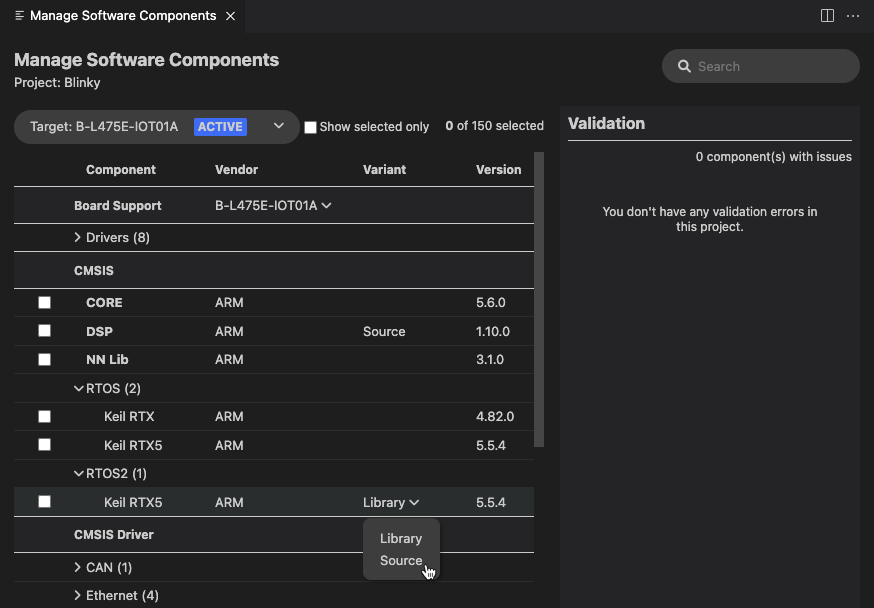 Manage Software Components
Manage Software Components
Project: Blinky
Search
Target: B-L475E-IOT01A ACTIVE
Show selected only
0 of 150 selected
Validation
0 component(s) with issues
You don't have any validation errors in
this project.
Component Vendor Variant Version
Board Support B-L475E-IOT01A
Drivers (8)
CMSIS
CORE ARM 5.6.0
DSP ARM Source 1.10.0
NN Lib ARM 3.1.0
RTOS (2)
Keil RTX ARM 4.82.0
Keil RTX5 ARM 5.5.4
RTOS2 (1)
Keil RTX5 ARM Library 5.5.4
Library
Source
CMSIS Driver
CAN (1)
Ethernet (4)